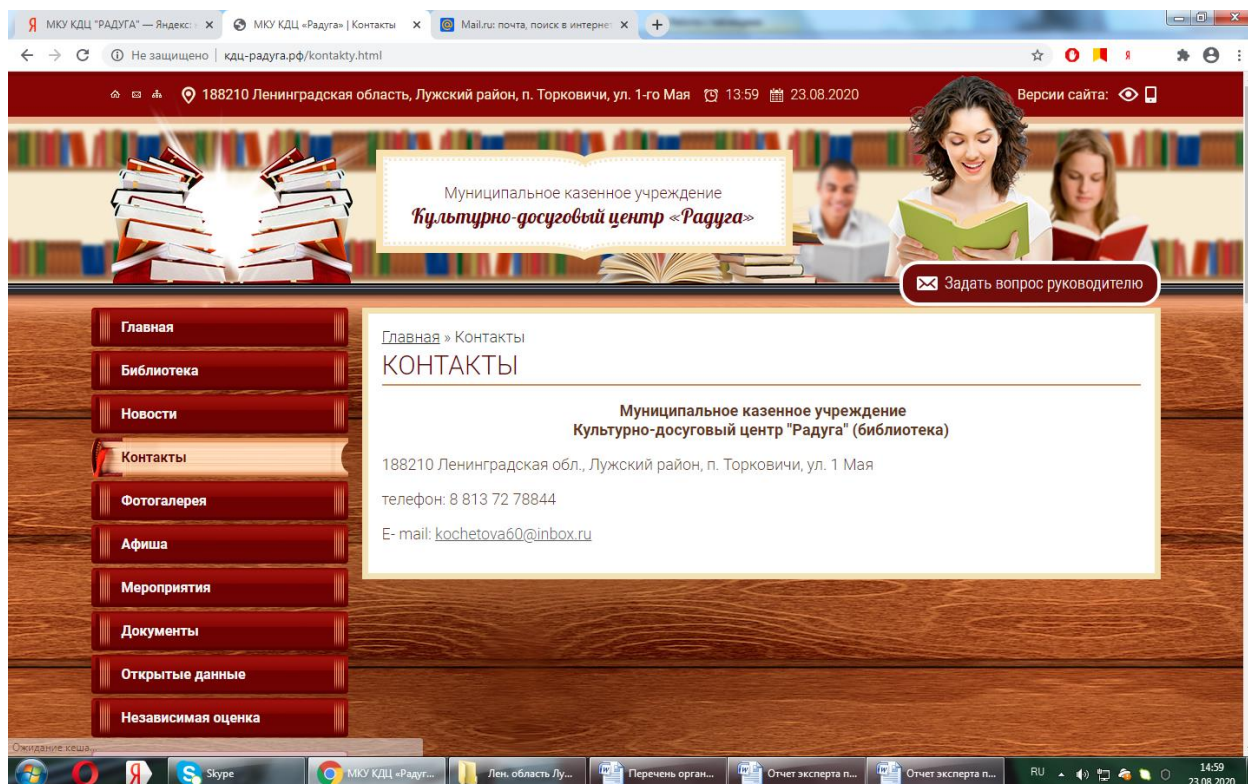 МКУ КДЦ "РАДУГА" — Яндекс:
МКУ КДЦ «Радуга» | Контакты
Mail.ru: почта, поиск в интернет
Не защищено | кдц-радуга.рф/kontakty.html
188210 Ленинградская область, Лужский район, п. Торковичи, ул. 1-го Мая 13:59 23.08.2020
Версии сайта:
Муниципальное казенное учреждение
Культурно-досуговый центр «Радуга»
Задать вопрос руководителю
Главная
Библиотека
Новости
Контакты
Фотогалерея
Афиша
Мероприятия
Документы
Открытые данные
Независимая оценка
Главная » Контакты
КОНТАКТЫ
Муниципальное казенное учреждение
Культурно-досуговый центр "Радуга" (библиотека)
188210 Ленинградская обл., Лужский район, п. Торковичи, ул. 1 Мая
телефон: 8 813 72 78844
E- mail: kochetova60@inbox.ru
Ожидание кеша...
Skype
МКУ КДЦ «Радуг...
Лен. область Лу...
Перечень орган...
Отчет эксперта п...
Отчет эксперта п...
RU
14:59
23.08.2020